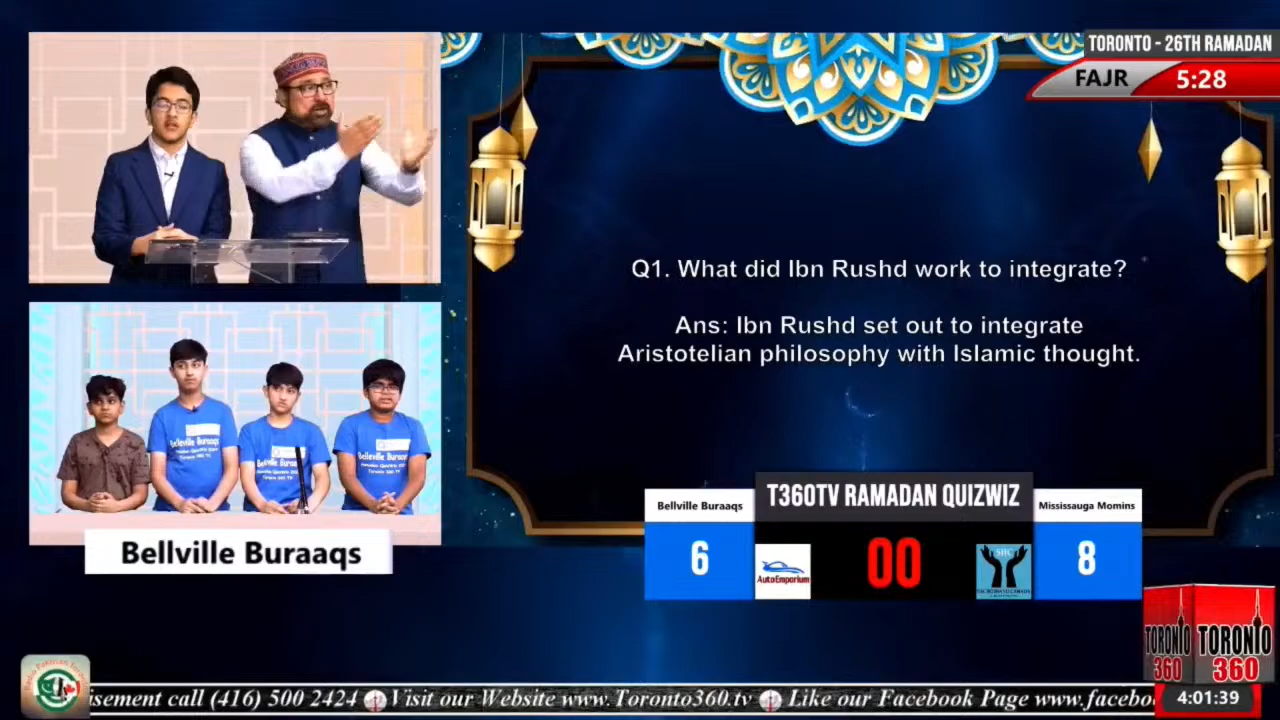 TORONTO - 26TH RAMADAN
FAJR 5:28
Q1. What did Ibn Rushd work to integrate?
Ans: Ibn Rushd set out to integrate
Aristotelian philosophy with Islamic thought.
Bellville Buraaqs
Bellville Buraaqs
T360TV RAMADAN QUIZWIZ
Mississauga Momins
6
AutoEmporium
00
SHC
8
Bellville Buraaqs
TORONTO
360
TORONTO
360
isement call (416) 500 2424 Visit our Website www.Toronto360.tv Like our Facebook Page www.facebo
4:01:39